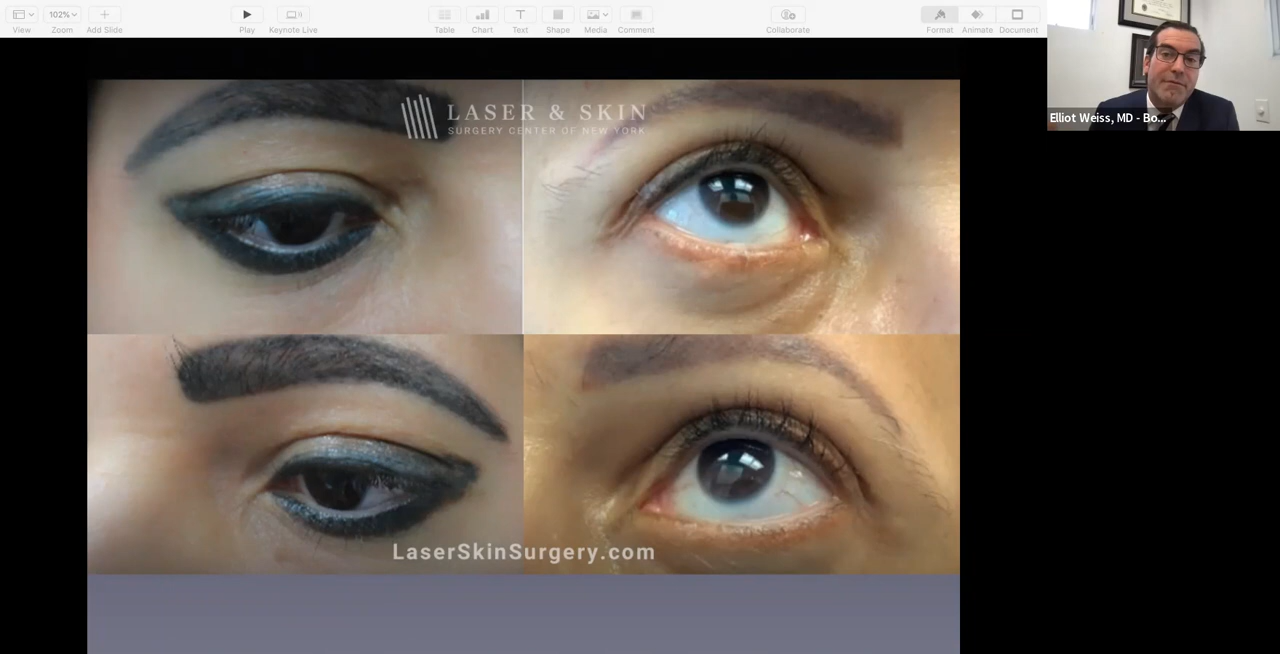 102%
View
Zoom
Add Slide
Play
Keynote Live
Table
Chart
Text
Shape
Media
Comment
Collaborate
Format
Animate
Document
Elliot Weiss, MD - Bo...
LASER & SKIN
SURGERY CENTER OF NEW YORK
LaserSkinSurgery.com